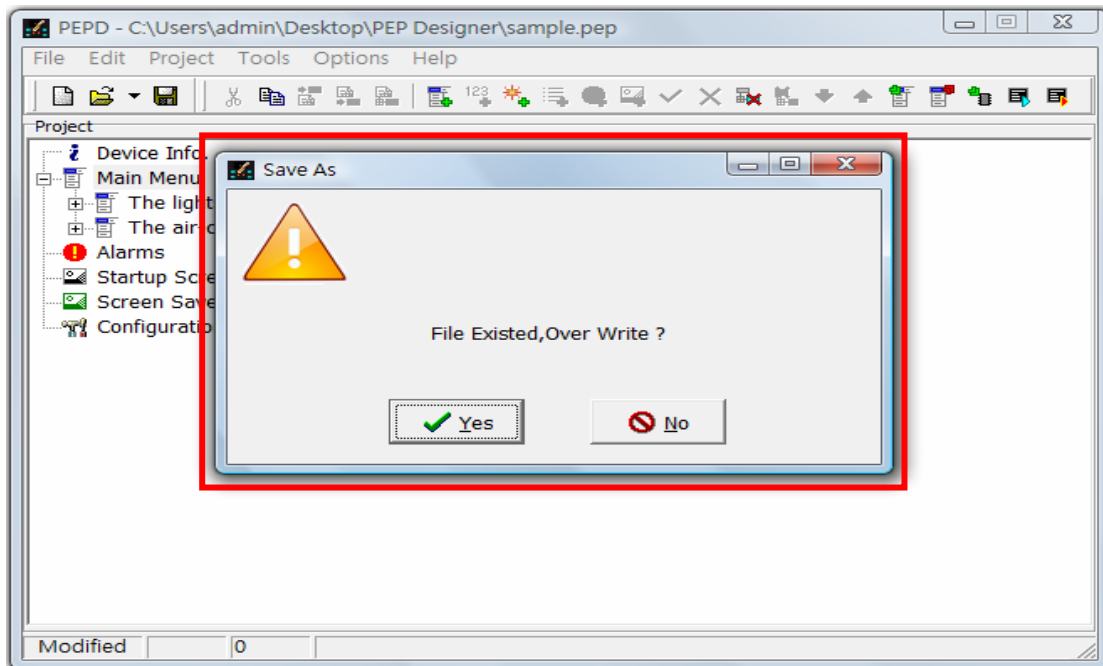 PEPD - C:\Users\admin\Desktop\PEP Designer\sample.pep
File Edit Project Tools Options Help
123
Project
Device Info.
Main Menu
The light
The air-c
Alarms
Startup Scre
Screen Save
Configuratio
Save As
File Existed,Over Write ?
Yes
No
Modified 0